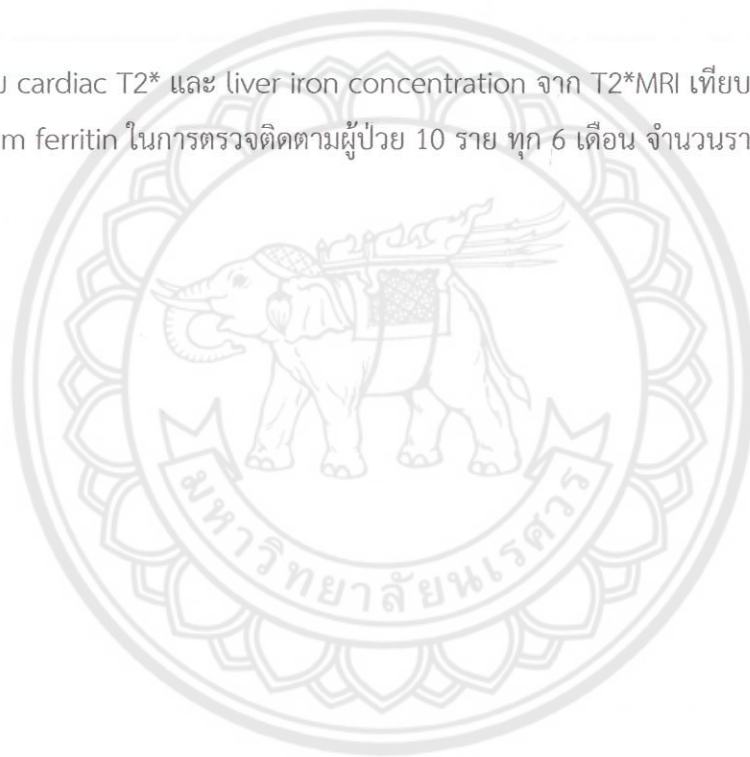 cardiac T2* และ liver iron concentration จาก T2*MRI เทียบ
ferritin ในการตรวจติดตามผู้ป่วย 10 ราย ทุก 6 เดือน จำนวนรา
มหาวิทยาลัยนเรศวร